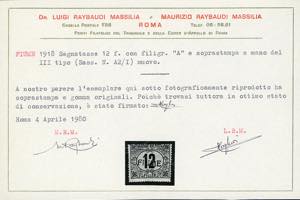 DR. LUIGI RAYBAUDI MASSILIA - MAURIZIO RAYBAUDI MASSILIA
ROMA
FIUME 1918 Segnatasse 12 f. con filigr. "A" e soprastampa a mano del
III tipo (Sass. N. A2/I) nuovo.
A nostro parere l'esemplare qui sotto fotograficamente riprodotto ha
soprastampa e gomma originali. Poichè trovasi tuttora in ottimo stato
di conservazione, è stato firmato:
Roma 4 Aprile 1980
12